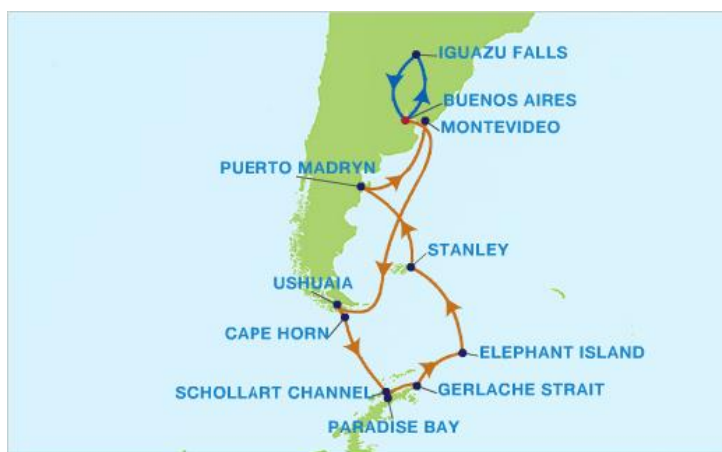 IGUAZU FALLS
BUENOS AIRES
MONTEVIDEO
PUERTO MADRYN
STANLEY
USHUAIA
CAPE HORN
ELEPHANT ISLAND
SCHOLLART CHANNEL
GERLACHE STRAIT
PARADISE BAY